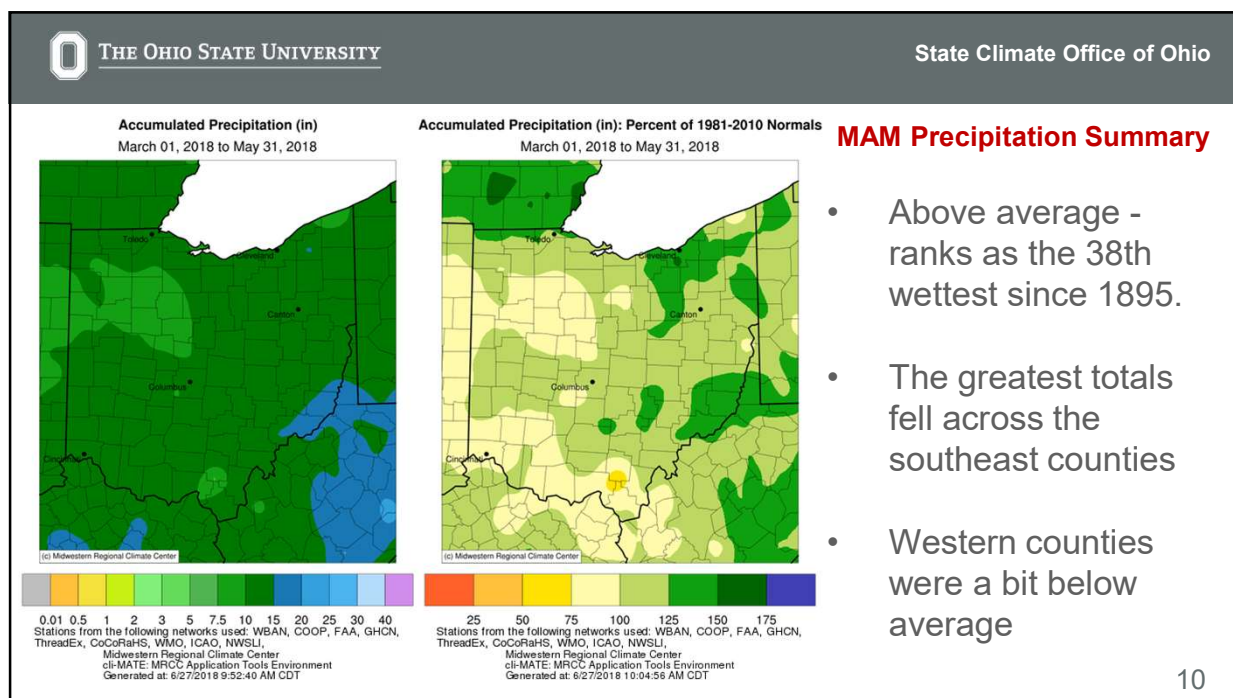 THE OHIO STATE UNIVERSITY
State Climate Office of Ohio
Accumulated Precipitation (in)
March 01, 2018 to May 31, 2018
Toledo
Cleveland
Canton
Columbus
Cincinnati
(c) Midwestern Regional Climate Center
0.01 0.5 1 2 3 5 7.5 10 15 20 25 30 40
Stations from the following networks used: WBAN, COOP, FAA, GHCN,
ThreadEx, CoCoRaHS, WMO, ICAO, NWSLI,
Midwestern Regional Climate Center
cli-MATE: MRCC Application Tools Environment
Generated at: 6/27/2018 9:52:40 AM CDT
Accumulated Precipitation (in): Percent of 1981-2010 Normals
March 01, 2018 to May 31, 2018
Toledo
Cleveland
Canton
Columbus
Cincinnati
(c) Midwestern Regional Climate Center
25 50 75 100 125 150 175
Stations from the following networks used: WBAN, COOP, FAA, GHCN,
ThreadEx, CoCoRaHS, WMO, ICAO, NWSLI,
Midwestern Regional Climate Center
cli-MATE: MRCC Application Tools Environment
Generated at: 6/27/2018 10:04:56 AM CDT
MAM Precipitation Summary
• Above average -
ranks as the 38th
wettest since 1895.
• The greatest totals
fell across the
southeast counties
• Western counties
were a bit below
average
10